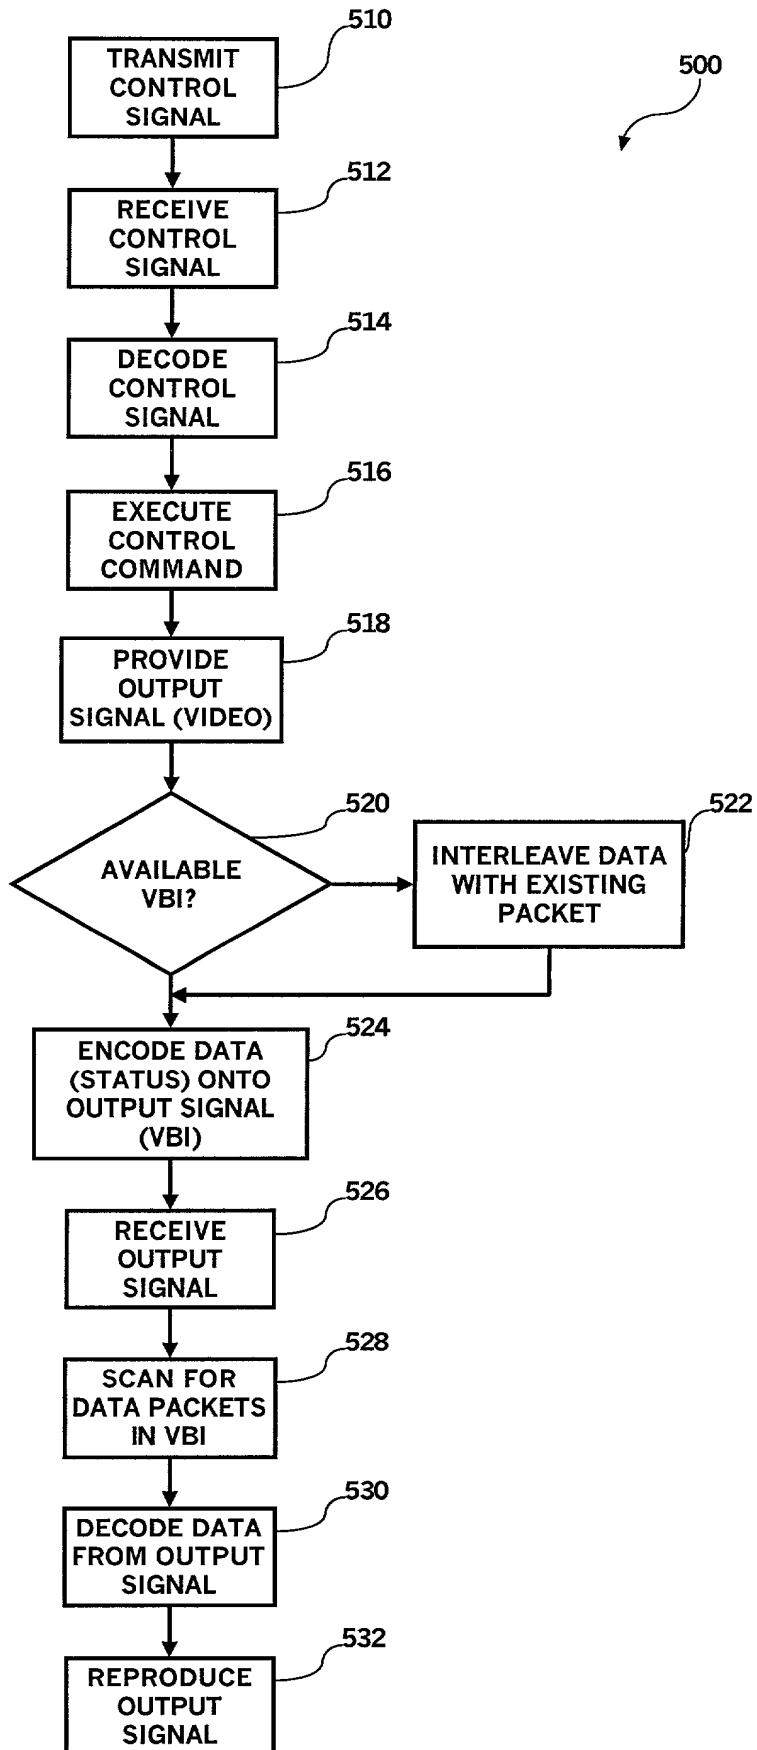 510
TRANSMIT
CONTROL
SIGNAL
500
512
RECEIVE
CONTROL
SIGNAL
514
DECODE
CONTROL
SIGNAL
516
EXECUTE
CONTROL
COMMAND
518
PROVIDE
OUTPUT
SIGNAL (VIDEO)
520
AVAILABLE
VBI?
522
INTERLEAVE DATA
WITH EXISTING
PACKET
524
ENCODE DATA
(STATUS) ONTO
OUTPUT SIGNAL
(VBI)
526
RECEIVE
OUTPUT
SIGNAL
528
SCAN FOR
DATA PACKETS
IN VBI
530
DECODE DATA
FROM OUTPUT
SIGNAL
532
REPRODUCE
OUTPUT
SIGNAL